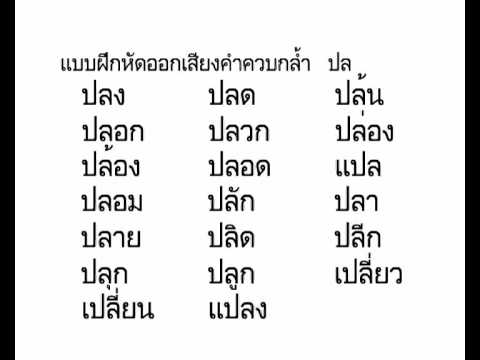 แบบฝึกหัดออกเสียงคำควบกล้ำ ปล
ปลง ปลด ปล้น
ปลอก ปลวก ปล่อง
ปล้อง ปลอด แปล
ปลอม ปลัก ปลา
ปลาย ปลิด ปลีก
ปลุก ปลูก เปลี่ยว
เปลี่ยน แปลง